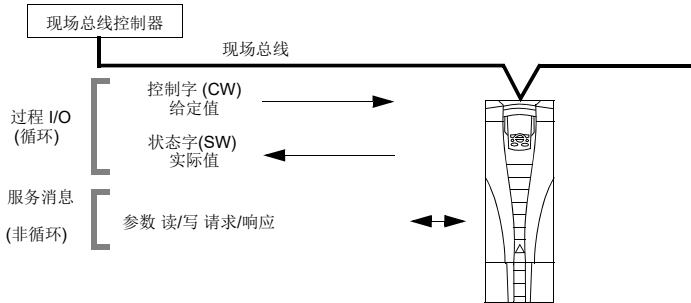 现场总线控制器
现场总线
过程 I/O
(循环)
控制字 (CW)
给定值
状态字(SW)
实际值
服务消息
(非循环)
参数 读/写 请求/响应